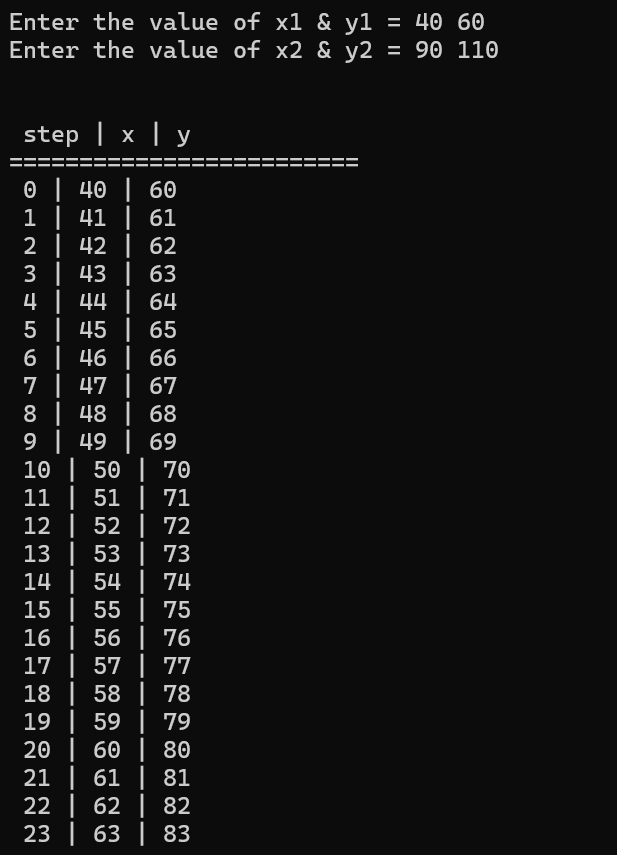 Enter the value of x1 & y1 = 40 60
Enter the value of x2 & y2 = 90 110
step | x | y
=========================
0 | 40 | 60
1 | 41 | 61
2 | 42 | 62
3 | 43 | 63
4 | 44 | 64
5 | 45 | 65
6 | 46 | 66
7 | 47 | 67
8 | 48 | 68
9 | 49 | 69
10 | 50 | 70
11 | 51 | 71
12 | 52 | 72
13 | 53 | 73
14 | 54 | 74
15 | 55 | 75
16 | 56 | 76
17 | 57 | 77
18 | 58 | 78
19 | 59 | 79
20 | 60 | 80
21 | 61 | 81
22 | 62 | 82
23 | 63 | 83